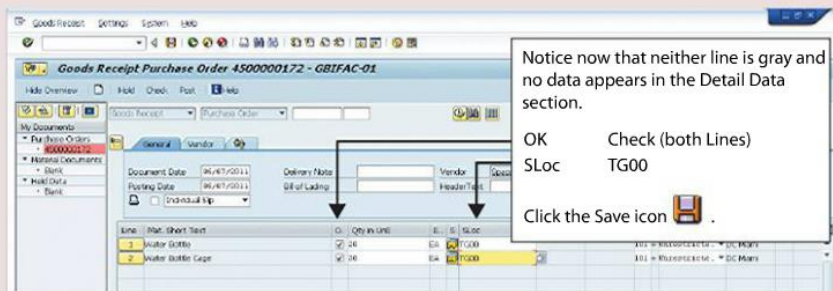 Goods Receipt Settings System Help
Goods Receipt Purchase Order 4500000172 - GBIFAC-01
Hide Overview Hold Check Post Help
My Documents
Purchase Orders
4500000172
Material Documents
Blank
Held Data
Blank
Goods Receipt Purchase Order
General Vendor
Document Date 06/07/2011 Delivery Note Vendor
Posting Date 06/07/2011 Bill of Lading HeaderText
Individual Slip
Line Mat. Short Text O. Qty in UnE E.. S SLoc
1 Water Bottle 20 EA TG00 101 + DC Miami
2 Water Bottle Cage 20 EA TG00 101 + DC Miami
Notice now that neither line is gray and
no data appears in the Detail Data
section.
OK Check (both Lines)
SLoc TG00
Click the Save icon .